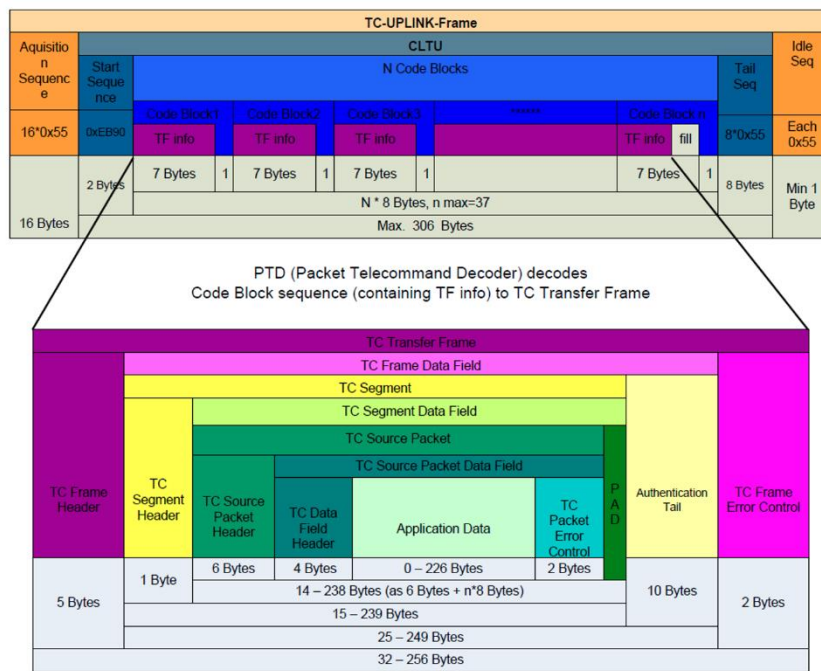 TC-UPLINK-Frame
Aquisitio
n
Sequenc
e
CLTU
Idle
Seq
Start
Seque
nce
N Code Blocks
Tail
Seq
Code Block1
Code Block2
Code Block3
******
Code Block n
16*0x55
0xEB90
TF info
TF info
TF info
TF info
fill
8*0x55
Each
0x55
2 Bytes
7 Bytes
1
7 Bytes
1
7 Bytes
1
7 Bytes
1
8 Bytes
N * 8 Bytes, n max=37
Min 1
Byte
16 Bytes
Max. 306 Bytes
PTD (Packet Telecommand Decoder) decodes
Code Block sequence (containing TF info) to TC Transfer Frame
TC Transfer Frame
TC Frame Data Field
TC Segment
TC Segment Data Field
TC Source Packet
TC Source Packet Data Field
TC Frame
Header
TC
Segment
Header
TC Source
Packet
Header
TC Data
Field
Header
Application Data
TC
Packet
Error
Control
P
A
D
Authentication
Tail
TC Frame
Error Control
5 Bytes
1 Byte
6 Bytes
4 Bytes
0 – 226 Bytes
2 Bytes
14 – 238 Bytes (as 6 Bytes + n*8 Bytes)
10 Bytes
2 Bytes
15 – 239 Bytes
25 – 249 Bytes
32 – 256 Bytes